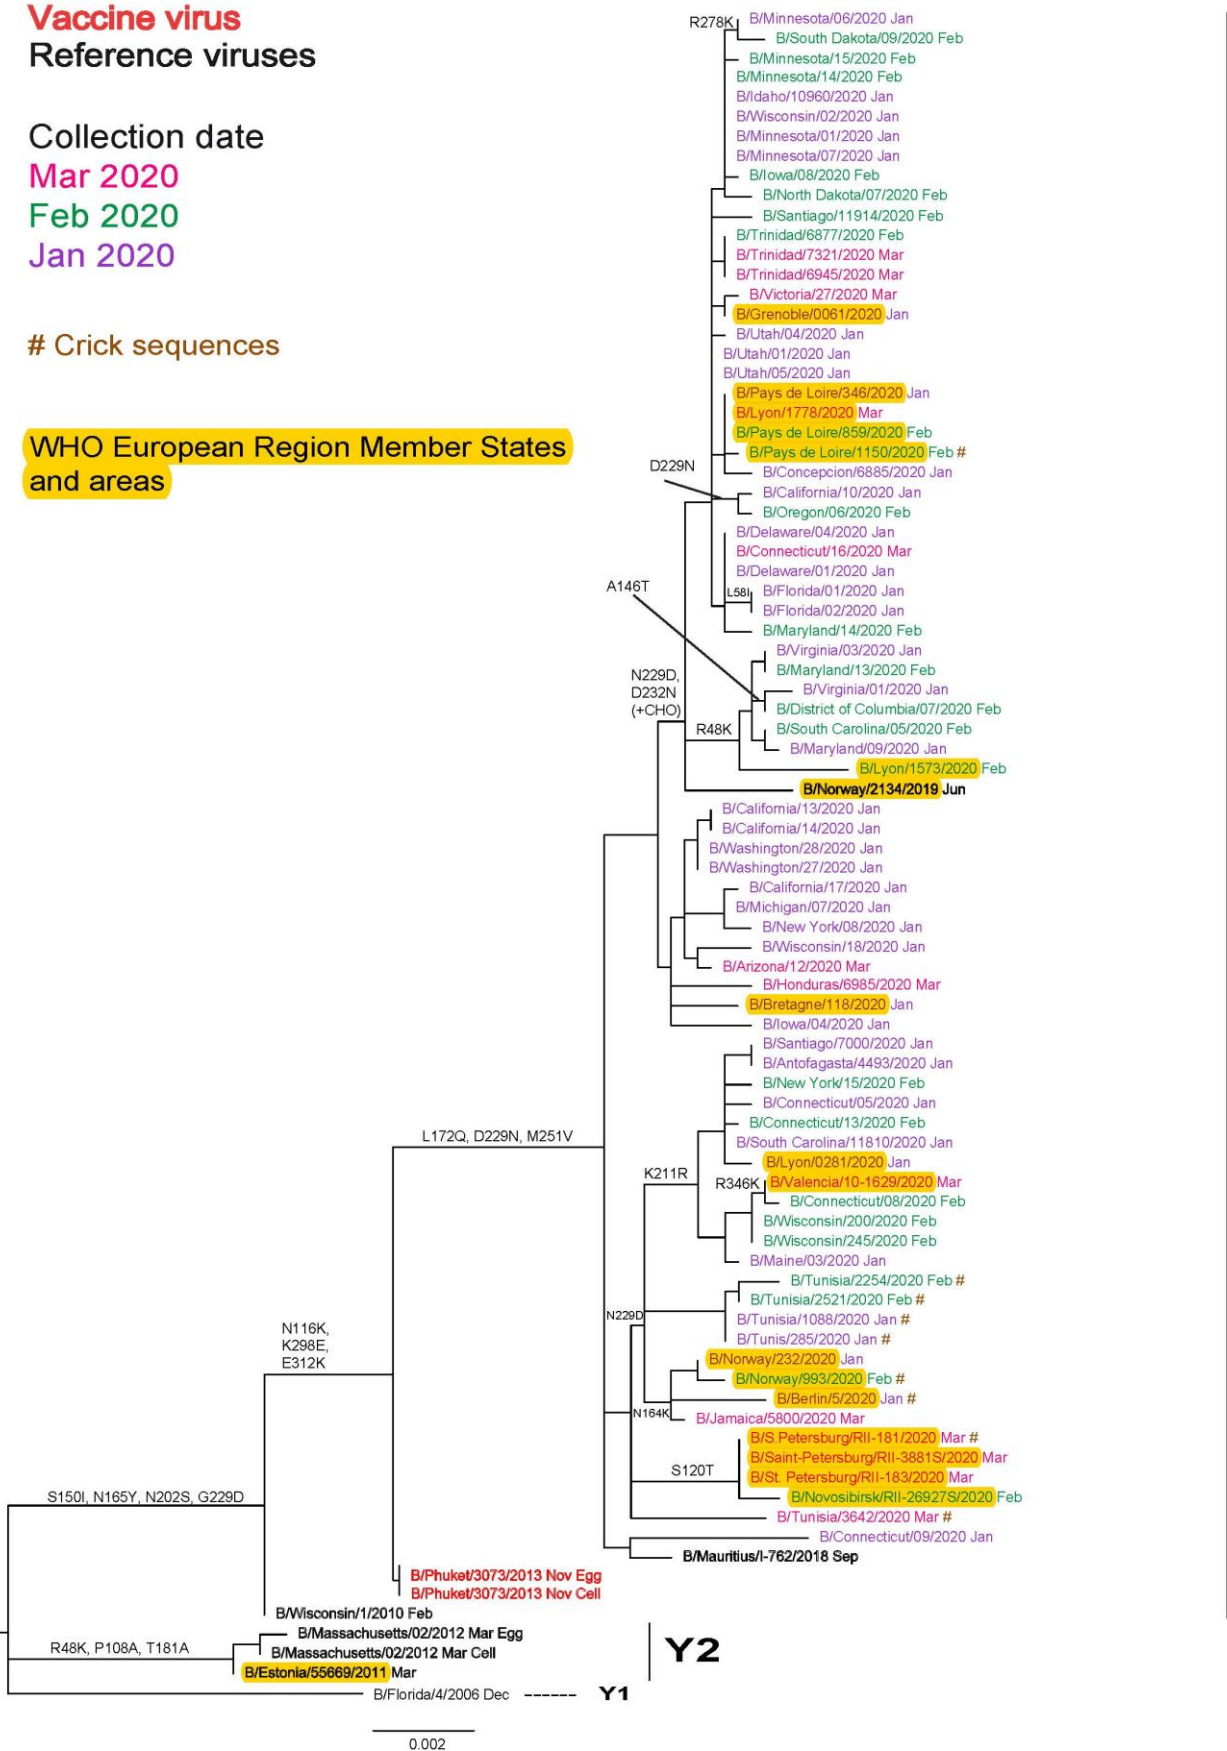 Vaccine virus
Reference viruses
Collection date
Mar 2020
Feb 2020
Jan 2020
# Crick sequences
WHO European Region Member States
and areas
R278K
B/Minnesota/06/2020 Jan
B/South Dakota/09/2020 Feb
B/Minnesota/15/2020 Feb
B/Minnesota/14/2020 Feb
B/Idaho/10960/2020 Jan
B/Wisconsin/02/2020 Jan
B/Minnesota/01/2020 Jan
B/Minnesota/07/2020 Jan
B/Iowa/08/2020 Feb
B/North Dakota/07/2020 Feb
B/Santiago/11914/2020 Feb
B/Trinidad/6877/2020 Feb
B/Trinidad/7321/2020 Mar
B/Trinidad/6945/2020 Mar
B/Victoria/27/2020 Mar
B/Grenoble/0061/2020 Jan
B/Utah/04/2020 Jan
B/Utah/01/2020 Jan
B/Utah/05/2020 Jan
B/Pays de Loire/346/2020 Jan
B/Lyon/1778/2020 Mar
B/Pays de Loire/859/2020 Feb
B/Pays de Loire/1150/2020 Feb #
D229N
B/Concepcion/6885/2020 Jan
B/California/10/2020 Jan
B/Oregon/06/2020 Feb
B/Delaware/04/2020 Jan
B/Connecticut/16/2020 Mar
B/Delaware/01/2020 Jan
A146T
L58I
B/Florida/01/2020 Jan
B/Florida/02/2020 Jan
B/Maryland/14/2020 Feb
B/Virginia/03/2020 Jan
B/Maryland/13/2020 Feb
N229D,
D232N
(+CHO)
B/Virginia/01/2020 Jan
B/District of Columbia/07/2020 Feb
R48K
B/South Carolina/05/2020 Feb
B/Maryland/09/2020 Jan
B/Lyon/1573/2020 Feb
B/Norway/2134/2019 Jun
B/California/13/2020 Jan
B/California/14/2020 Jan
B/Washington/28/2020 Jan
B/Washington/27/2020 Jan
B/California/17/2020 Jan
B/Michigan/07/2020 Jan
B/New York/08/2020 Jan
B/Wisconsin/18/2020 Jan
B/Arizona/12/2020 Mar
B/Honduras/6985/2020 Mar
B/Bretagne/118/2020 Jan
B/Iowa/04/2020 Jan
B/Santiago/7000/2020 Jan
B/Antofagasta/4493/2020 Jan
B/New York/15/2020 Feb
B/Connecticut/05/2020 Jan
B/Connecticut/13/2020 Feb
L172Q, D229N, M251V
B/South Carolina/11810/2020 Jan
B/Lyon/0281/2020 Jan
K211R
R346K
B/Valencia/10-1629/2020 Mar
B/Connecticut/08/2020 Feb
B/Wisconsin/200/2020 Feb
B/Wisconsin/245/2020 Feb
B/Maine/03/2020 Jan
B/Tunisia/2254/2020 Feb #
B/Tunisia/2521/2020 Feb #
N229D
B/Tunisia/1088/2020 Jan #
B/Tunis/285/2020 Jan #
N116K,
K298E,
E312K
B/Norway/232/2020 Jan
B/Norway/993/2020 Feb #
B/Berlin/5/2020 Jan #
N164K
B/Jamaica/5800/2020 Mar
B/S.Petersburg/RII-181/2020 Mar #
B/Saint-Petersburg/RII-3881S/2020 Mar
S120T
B/St. Petersburg/RII-183/2020 Mar
S150I, N165Y, N202S, G229D
B/Novosibirsk/RII-26927S/2020 Feb
B/Tunisia/3642/2020 Mar #
B/Connecticut/09/2020 Jan
B/Mauritius/I-762/2018 Sep
B/Phuket/3073/2013 Nov Egg
B/Phuket/3073/2013 Nov Cell
B/Wisconsin/1/2010 Feb
B/Massachusetts/02/2012 Mar Egg
R48K, P108A, T181A
B/Massachusetts/02/2012 Mar Cell
Y2
B/Estonia/55669/2011 Mar
B/Florida/4/2006 Dec ------ Y1
0.002